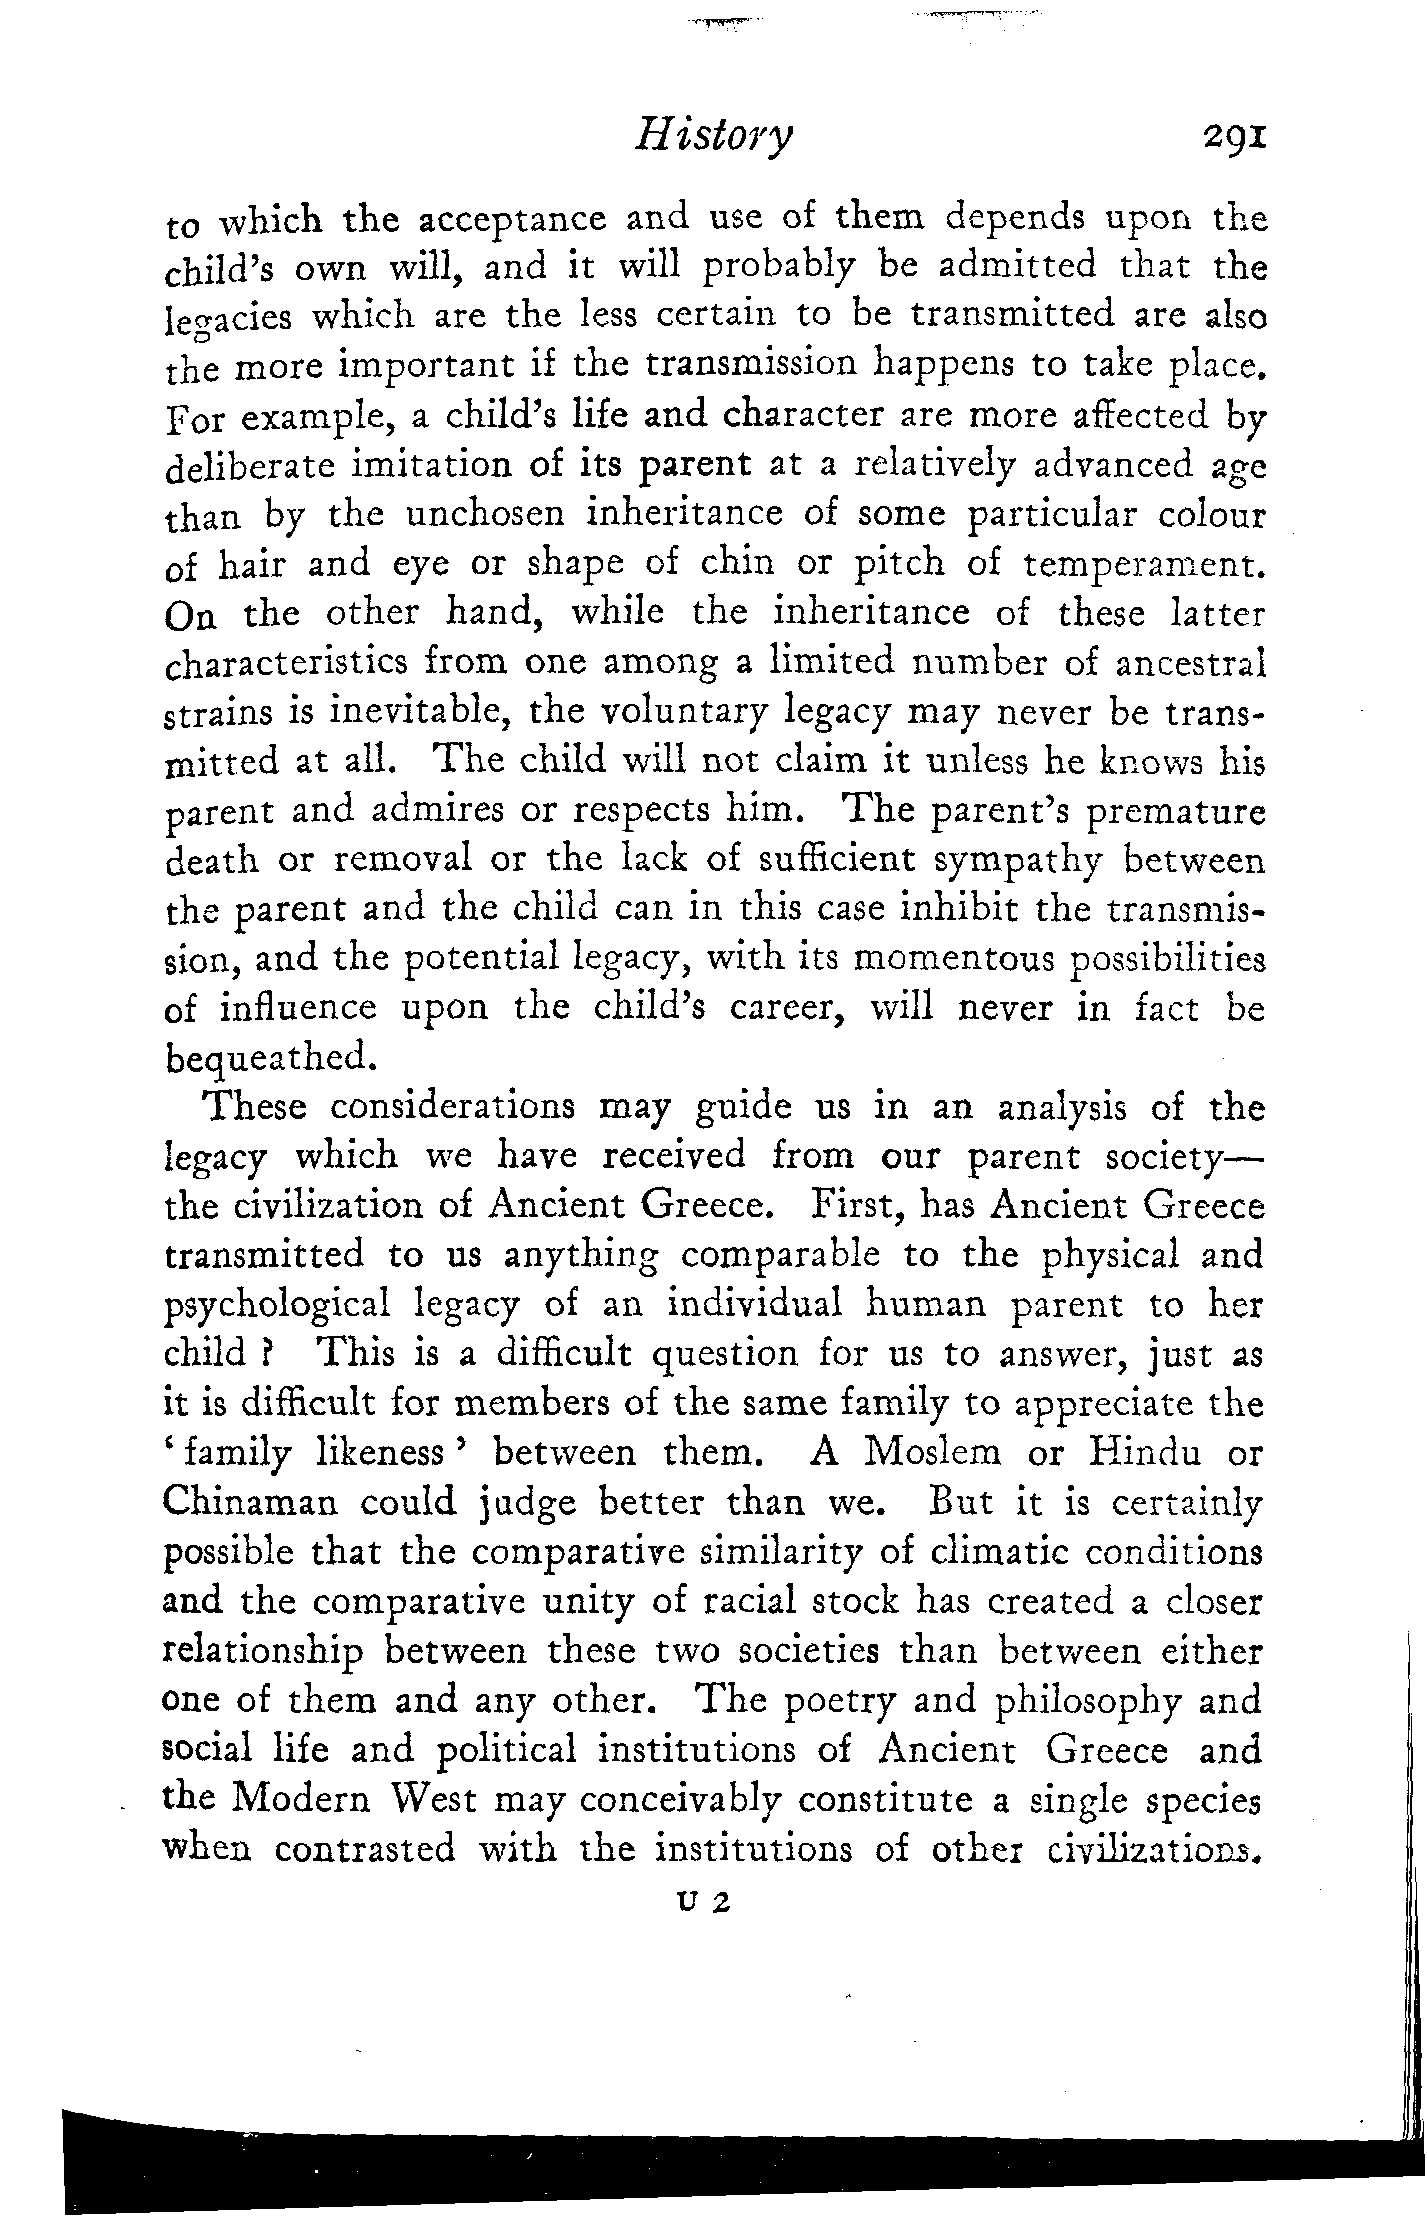 History 291
to which the acceptance and use of them depends upon the
child's own will, and it will probably be admitted that the
legacies which are the less certain to be transmitted are also
the more important if the transmission happens to take place.
For example, a child's life and character are more affected by
deliberate imitation of its parent at a relatively advanced age
than by the unchosen inheritance of some particular colour
of hair and eye or shape of chin or pitch of temperament.
On the other hand, while the inheritance of these latter
characteristics from one among a limited number of ancestral
strains is inevitable, the voluntary legacy may never be trans-
mitted at all. The child will not claim it unless he knows his
parent and admires or respects him. The parent's premature
death or removal or the lack of sufficient sympathy between
the parent and the child can in this case inhibit the transmis-
sion, and the potential legacy, with its momentous possibilities
of influence upon the child's career, will never in fact be
bequeathed.
These considerations may guide us in an analysis of the
legacy which we have received from our parent society—
the civilization of Ancient Greece. First, has Ancient Greece
transmitted to us anything comparable to the physical and
psychological legacy of an individual human parent to her
child ? This is a difficult question for us to answer, just as
it is difficult for members of the same family to appreciate the
‘ family likeness ’ between them. A Moslem or Hindu or
Chinaman could judge better than we. But it is certainly
possible that the comparative similarity of climatic conditions
and the comparative unity of racial stock has created a closer
relationship between these two societies than between either
one of them and any other. The poetry and philosophy and
social life and political institutions of Ancient Greece and
the Modern West may conceivably constitute a single species
when contrasted with the institutions of other civilizations.
U 2